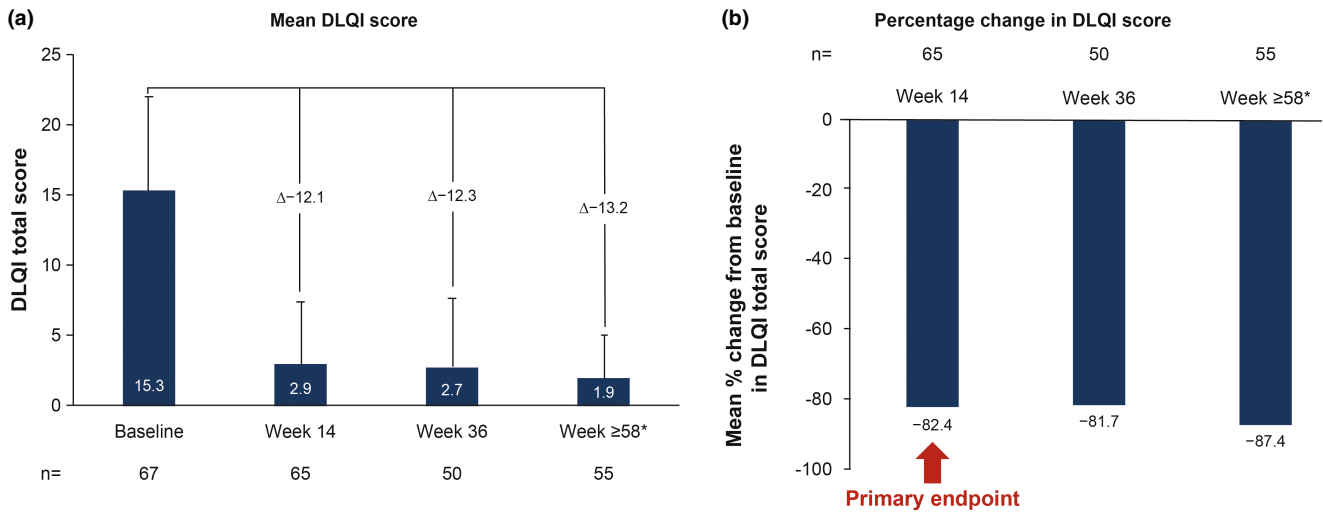 (a)
Mean DLQI score
DLQI total score
25
20
15
10
5
0
Δ−12.1
Δ−12.3
Δ−13.2
15.3
2.9
2.7
1.9
Baseline
Week 14
Week 36
Week ≥58*
n=
67
65
50
55
(b)
Percentage change in DLQI score
n=
65
50
55
Week 14
Week 36
Week ≥58*
Mean % change from baseline
in DLQI total score
0
-20
-40
-60
-80
-100
−82.4
−81.7
−87.4
Primary endpoint